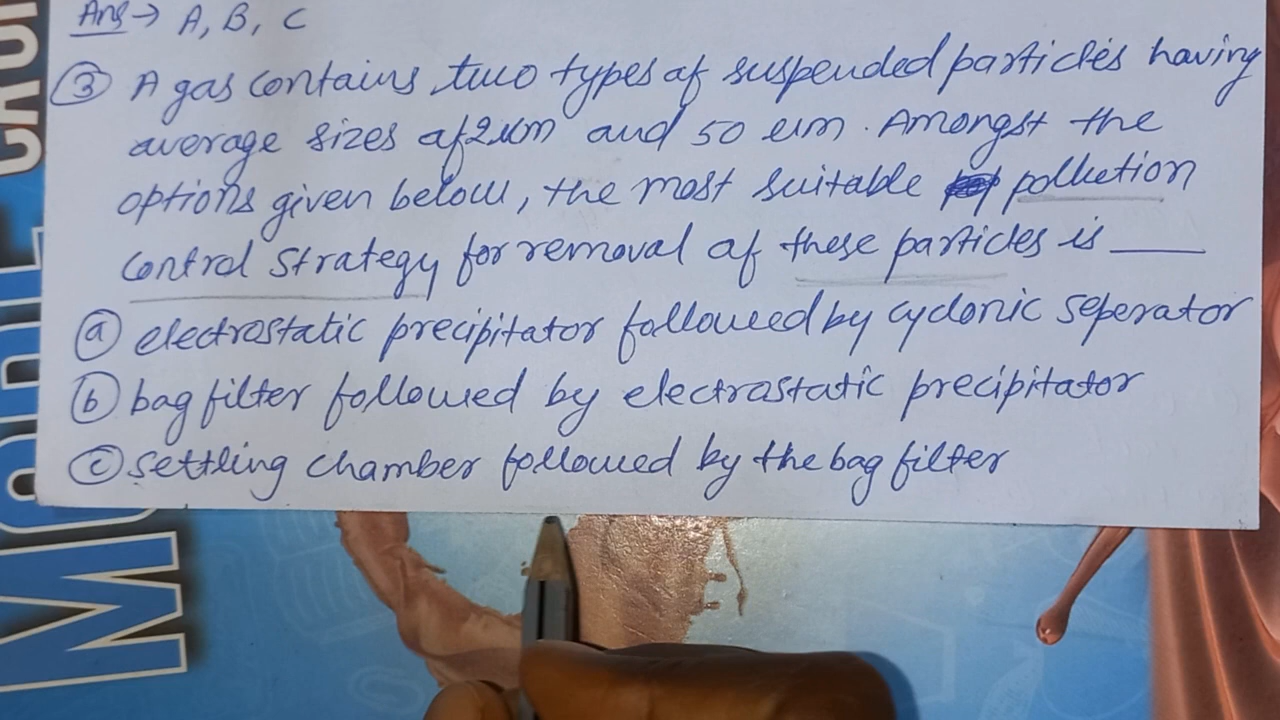 Ans → A, B, C
③ A gas contains two types of suspended particles having
average sizes of 2 um and 50 um. Amongst the
options given below, the most suitable pollution
control strategy for removal of these particles is ____
ⓐ electrostatic precipitator followed by cyclonic seperator
ⓑ bag filter followed by electrostatic precipitator
ⓒ settling chamber followed by the bag filter